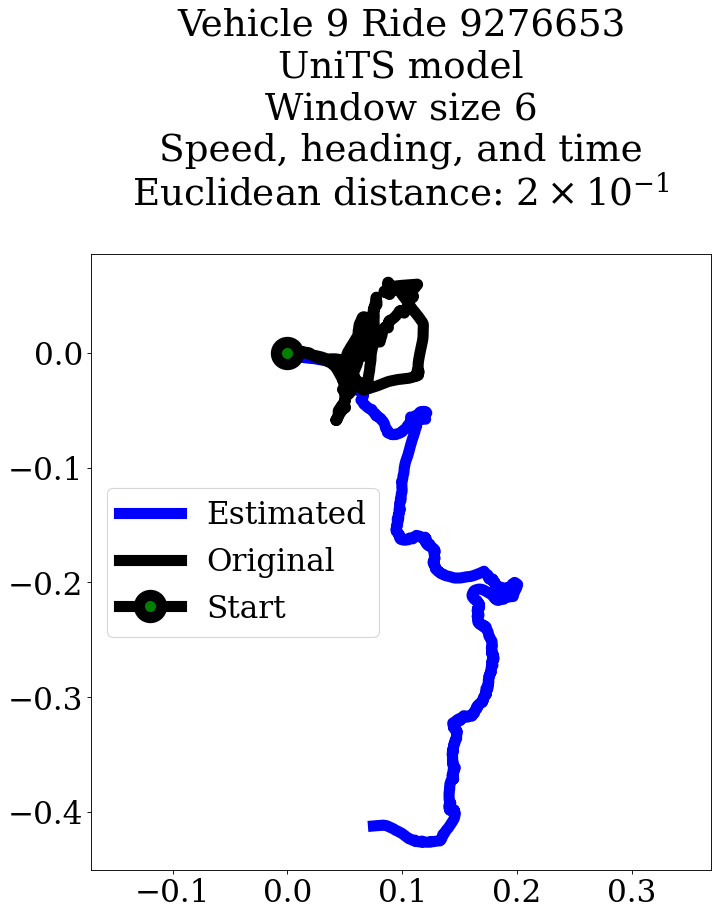 Vehicle 9 Ride 9276653
UniTS model
Window size 6
Speed, heading, and time
Euclidean distance: 2 × 10⁻¹
0.0
−0.1
−0.2
−0.3
−0.4
Estimated
Original
Start
−0.1 0.0 0.1 0.2 0.3